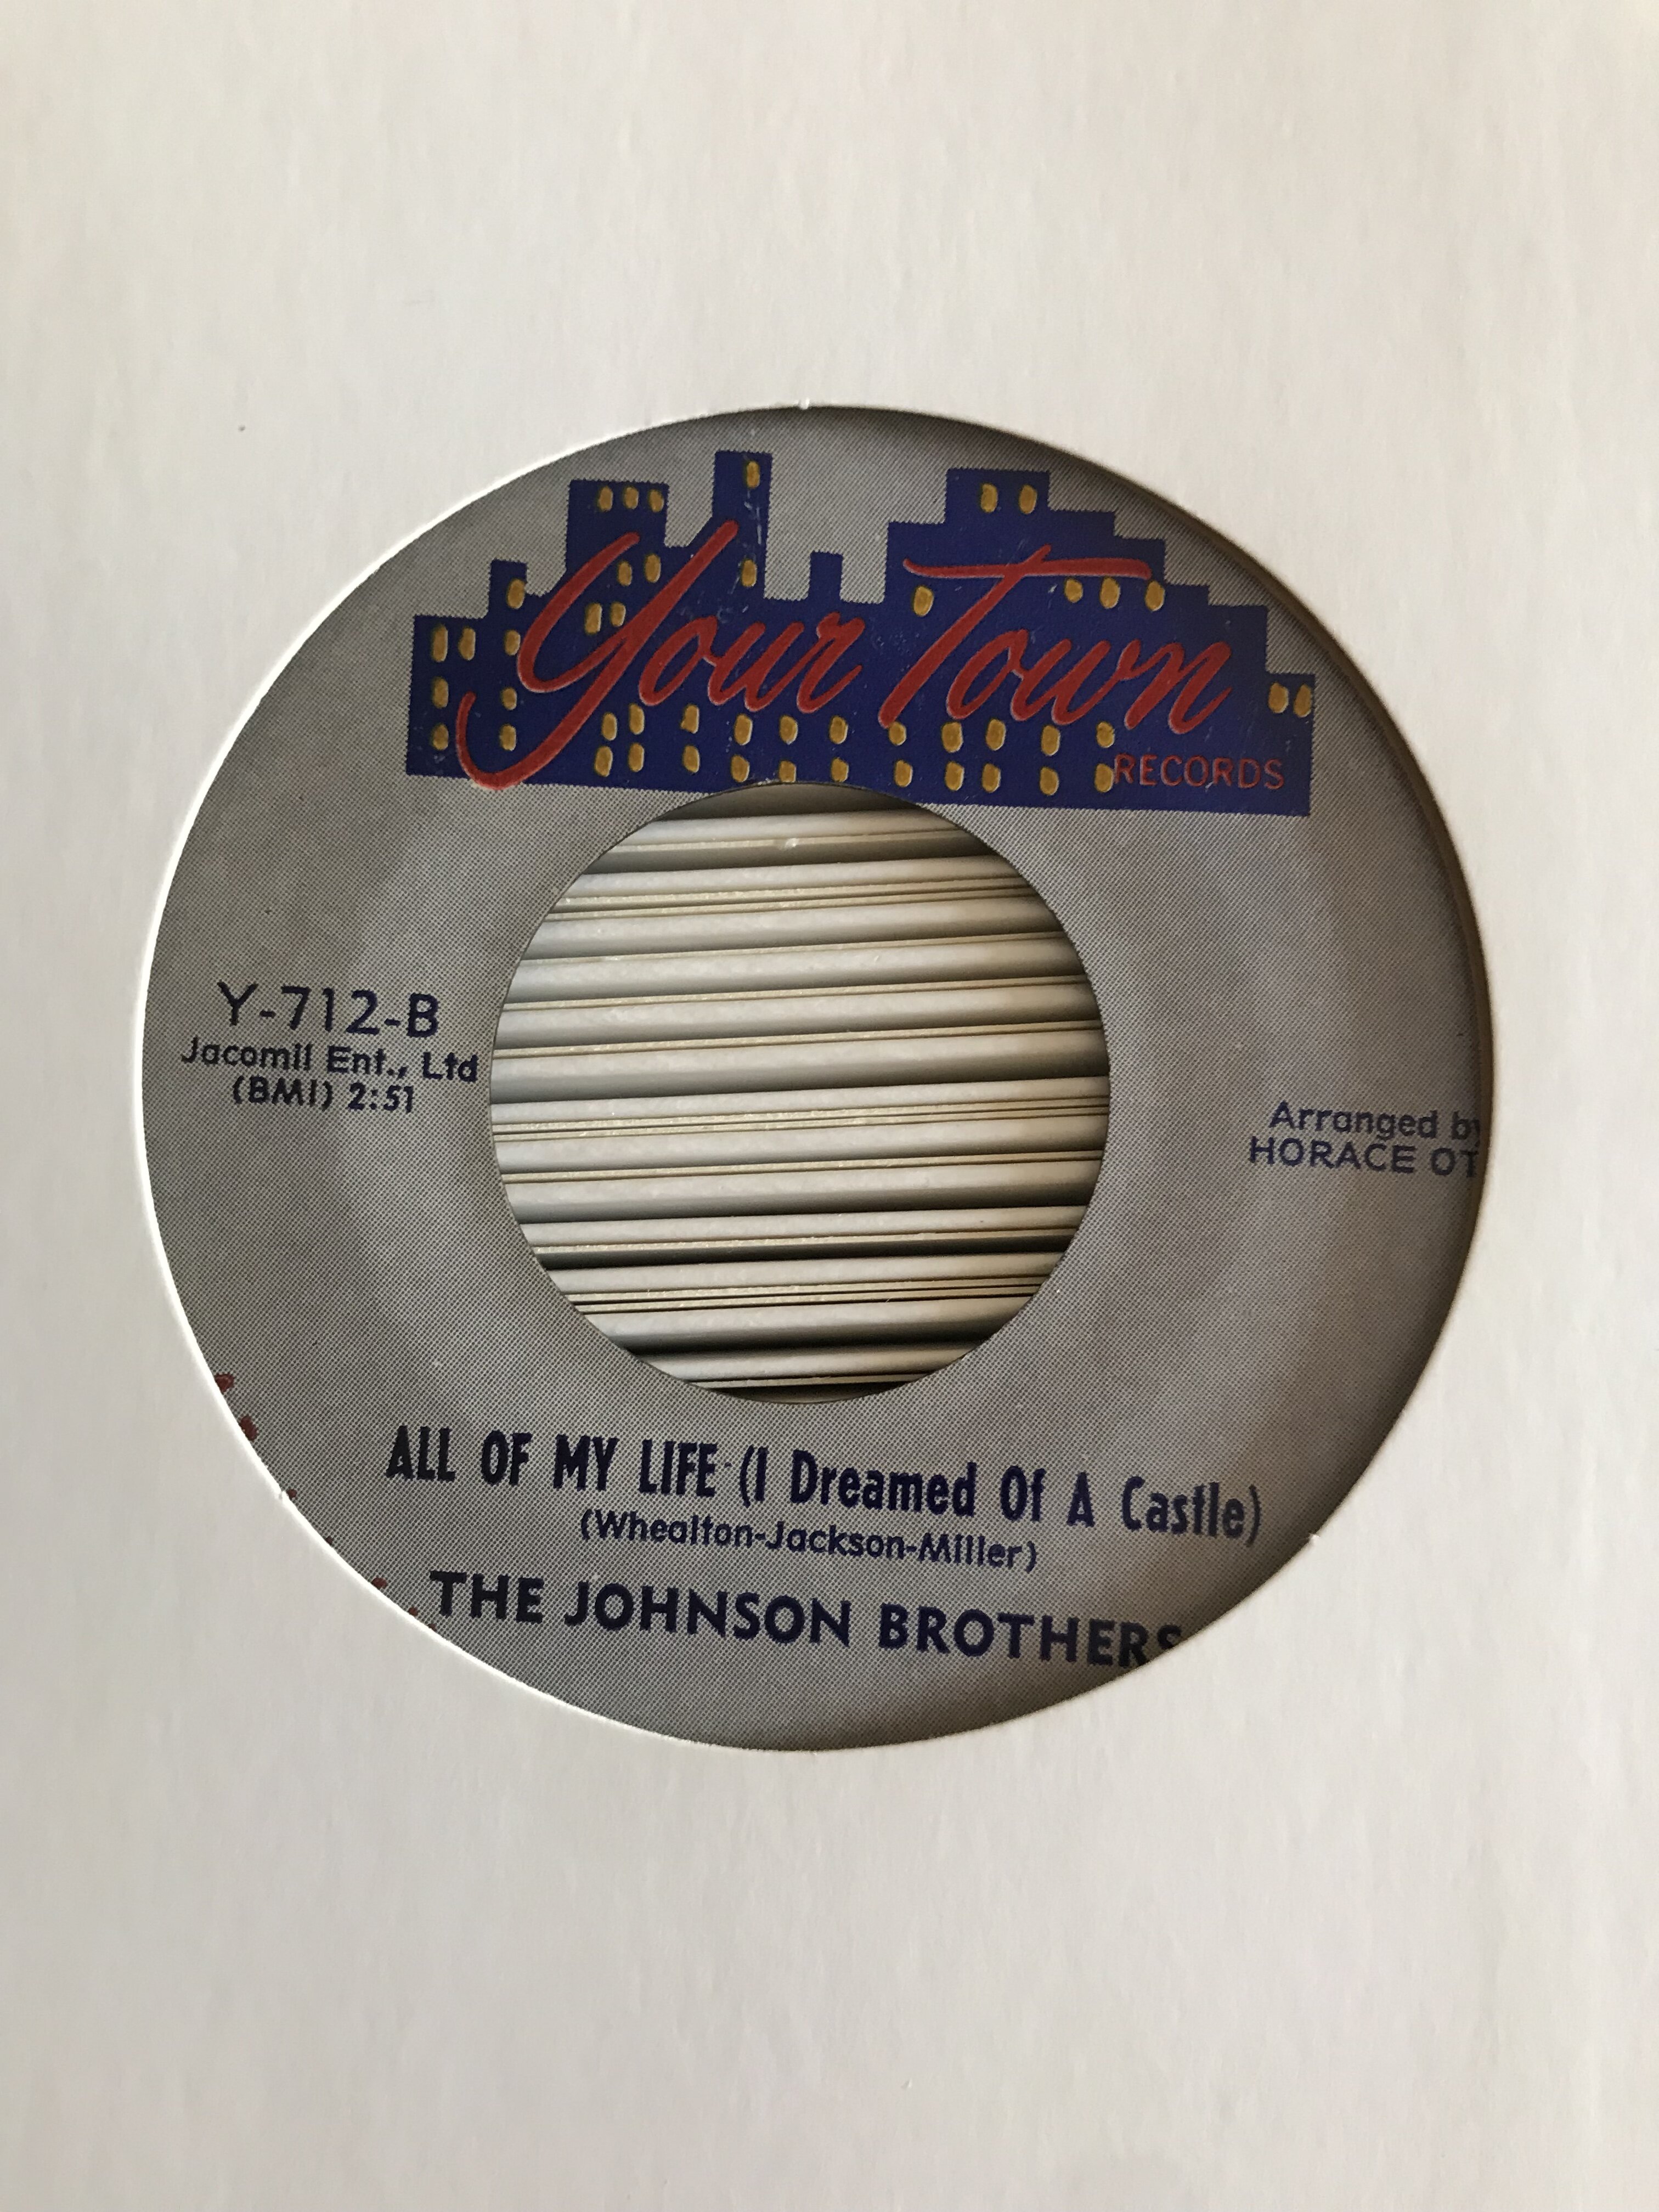 Your Town
RECORDS
Y-712-B
Jacomil Ent., Ltd
(BMI) 2:51
Arranged by
HORACE OT
ALL OF MY LIFE (I Dreamed Of A Castle)
(Whealton-Jackson-Miller)
THE JOHNSON BROTHERS